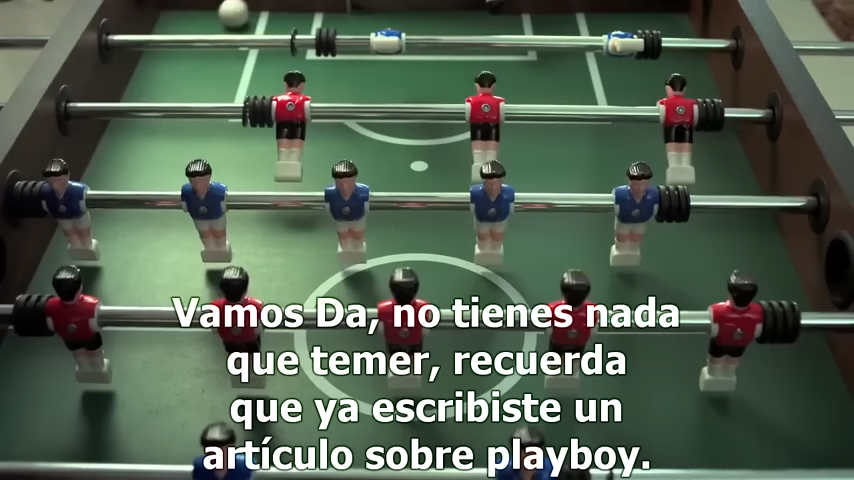 Vamos Da, no tienes nada
que temer, recuerda
que ya escribiste un
artículo sobre playboy.